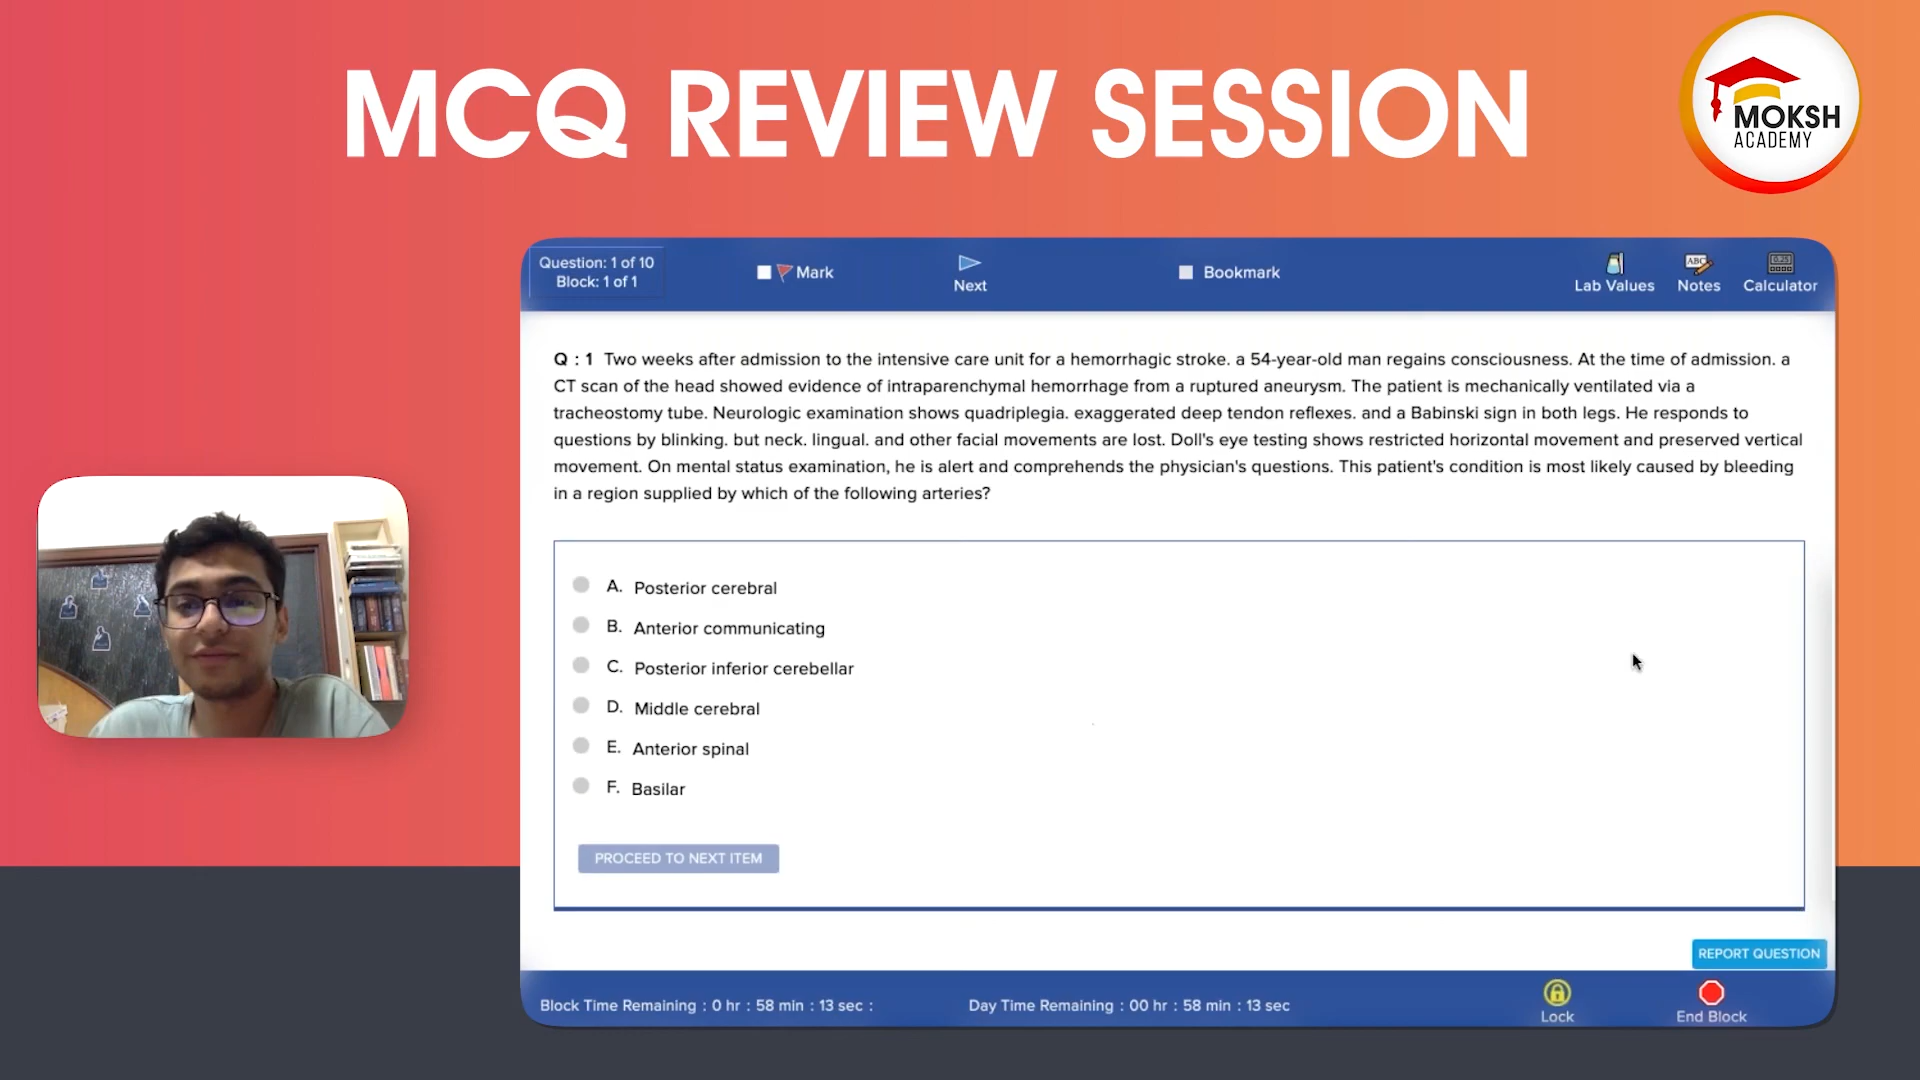 MCQ REVIEW SESSION
MOKSH
ACADEMY
Question: 1 of 10
Block: 1 of 1
Mark
Next
Bookmark
Lab Values
ABC
Notes
0.25
Calculator
Q : 1 Two weeks after admission to the intensive care unit for a hemorrhagic stroke. a 54-year-old man regains consciousness. At the time of admission. a
CT scan of the head showed evidence of intraparenchymal hemorrhage from a ruptured aneurysm. The patient is mechanically ventilated via a
tracheostomy tube. Neurologic examination shows quadriplegia. exaggerated deep tendon reflexes. and a Babinski sign in both legs. He responds to
questions by blinking. but neck. lingual. and other facial movements are lost. Doll's eye testing shows restricted horizontal movement and preserved vertical
movement. On mental status examination, he is alert and comprehends the physician's questions. This patient's condition is most likely caused by bleeding
in a region supplied by which of the following arteries?
A. Posterior cerebral
B. Anterior communicating
C. Posterior inferior cerebellar
D. Middle cerebral
E. Anterior spinal
F. Basilar
PROCEED TO NEXT ITEM
REPORT QUESTION
Block Time Remaining : 0 hr : 58 min : 13 sec :
Day Time Remaining : 00 hr : 58 min : 13 sec
Lock
End Block